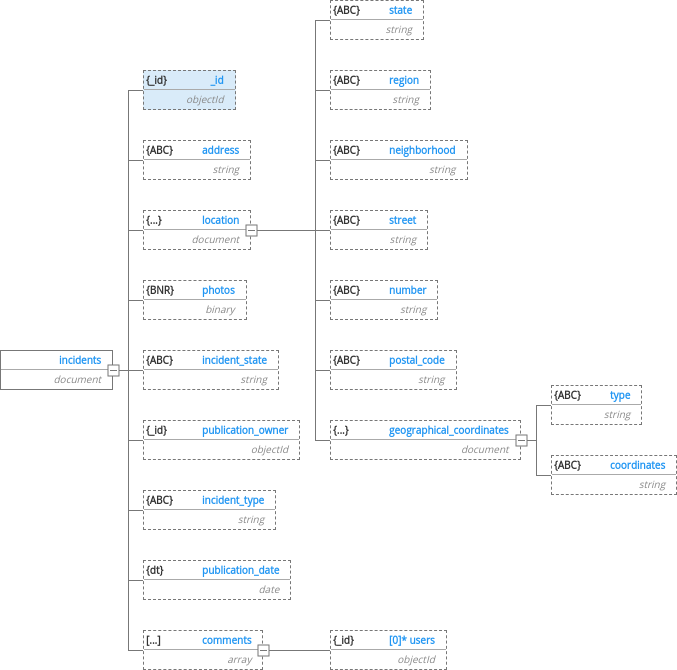 {ABC} state
string
{_id} _id
objectId
{ABC} region
string
{ABC} address
string
{ABC} neighborhood
string
{...} location
document
{ABC} street
string
{BNR} photos
binary
{ABC} number
string
incidents
document
{ABC} incident_state
string
{ABC} postal_code
string
{_id} publication_owner
objectId
{...} geographical_coordinates
document
{ABC} type
string
{ABC} coordinates
string
{ABC} incident_type
string
{dt} publication_date
date
[...] comments
array
{_id} [0]* users
objectId